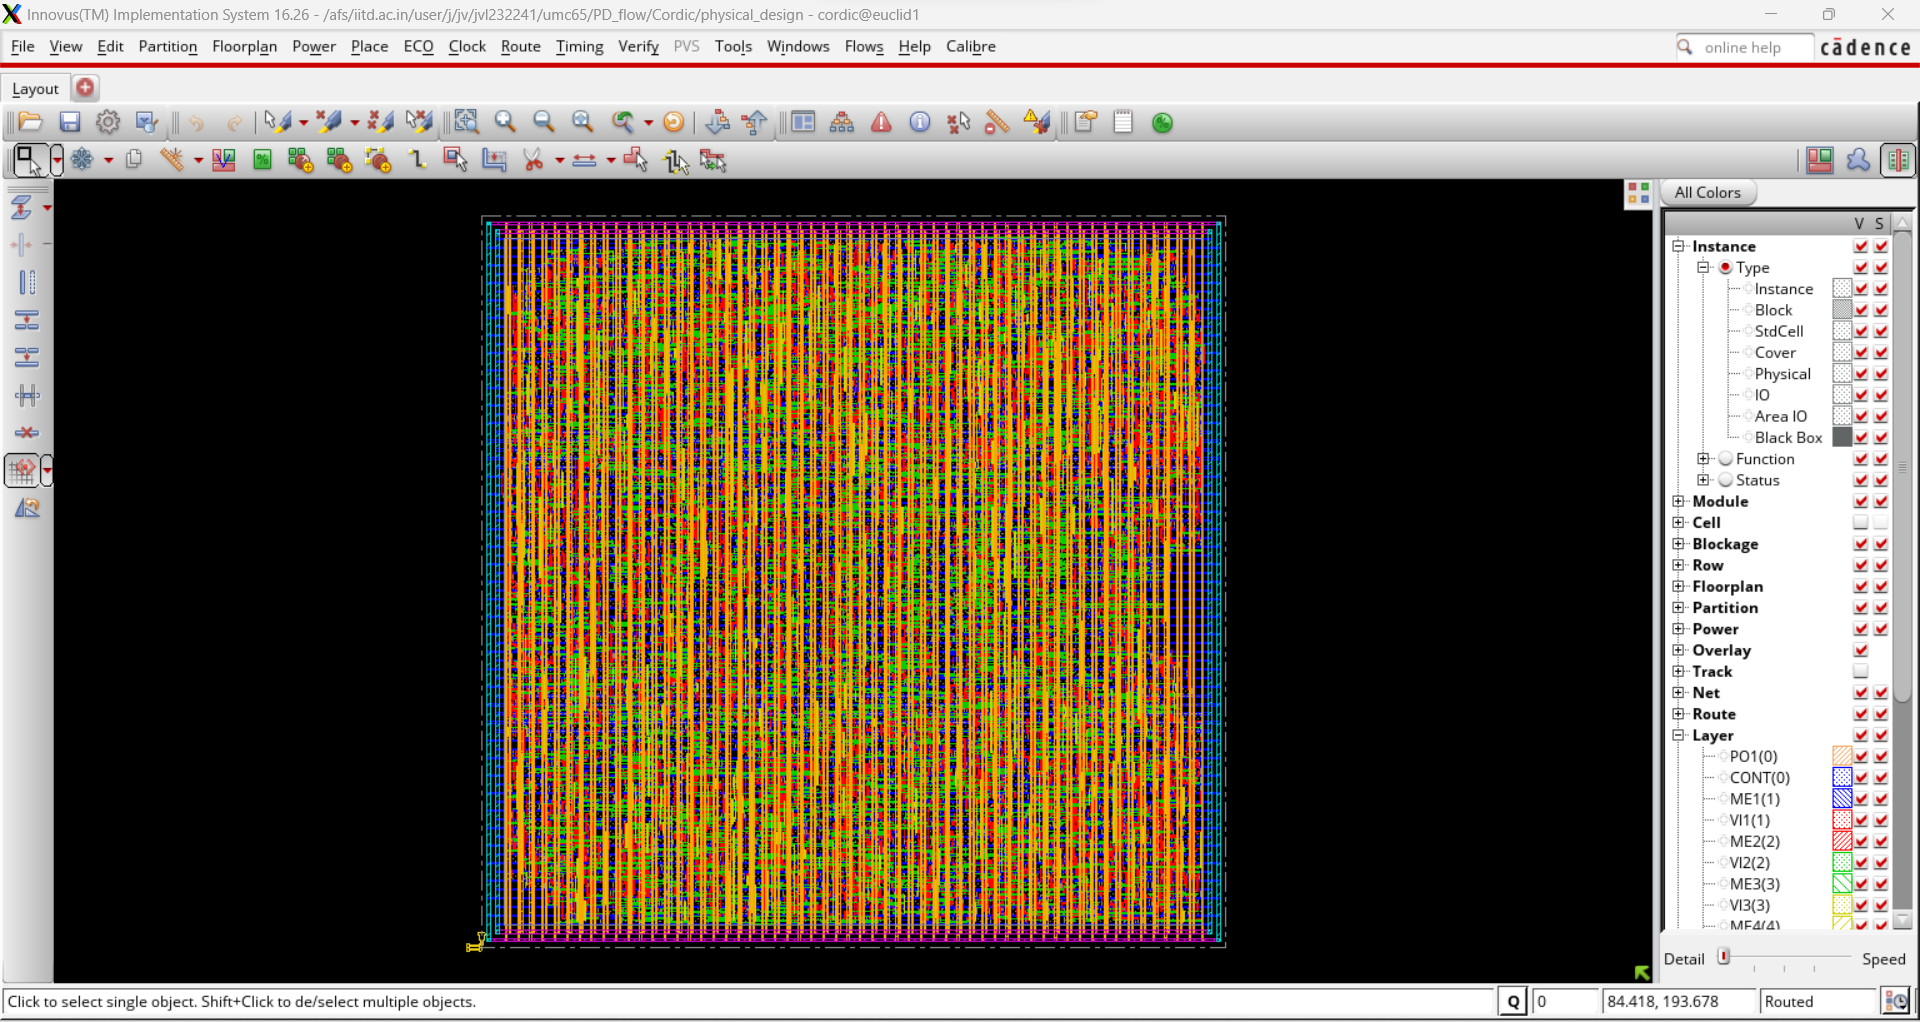 Innovus(TM) Implementation System 16.26 - /afs/iitd.ac.in/user/j/jv/jvl232241/umc65/PD_flow/Cordic/physical_design - cordic@euclid1
File View Edit Partition Floorplan Power Place ECO Clock Route Timing Verify PVS Tools Windows Flows Help Calibre
online help
cādence
Layout
All Colors
V S
Instance
Type
Instance
Block
StdCell
Cover
Physical
IO
Area IO
Black Box
Function
Status
Module
Cell
Blockage
Row
Floorplan
Partition
Power
Overlay
Track
Net
Route
Layer
PO1(0)
CONT(0)
ME1(1)
VI1(1)
ME2(2)
VI2(2)
ME3(3)
VI3(3)
ME4(4)
Detail Speed
Click to select single object. Shift+Click to de/select multiple objects.
Q 0 84.418, 193.678 Routed